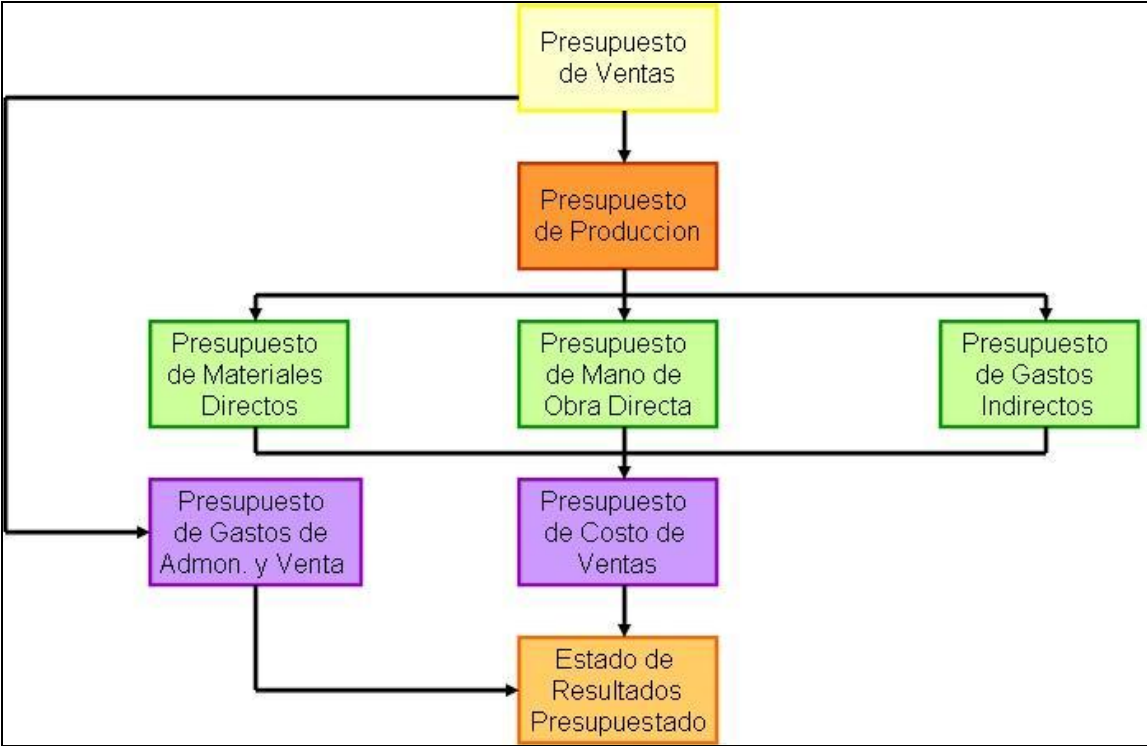 Presupuesto
de Ventas
Presupuesto
de Produccion
Presupuesto
de Materiales
Directos
Presupuesto
de Mano de
Obra Directa
Presupuesto
de Gastos
Indirectos
Presupuesto
de Gastos de
Admon. y Venta
Presupuesto
de Costo de
Ventas
Estado de
Resultados
Presupuestado